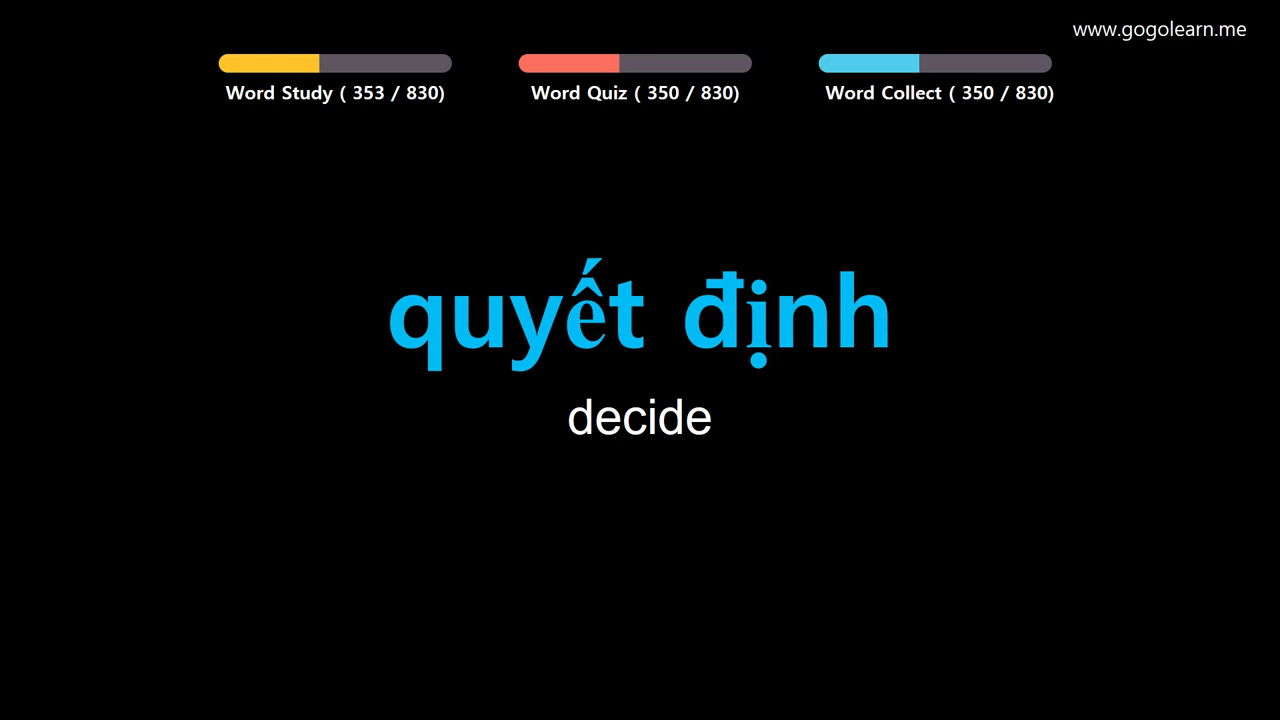 www.gogolearn.me
Word Study ( 353 / 830)
Word Quiz ( 350 / 830)
Word Collect ( 350 / 830)
quyết định
decide